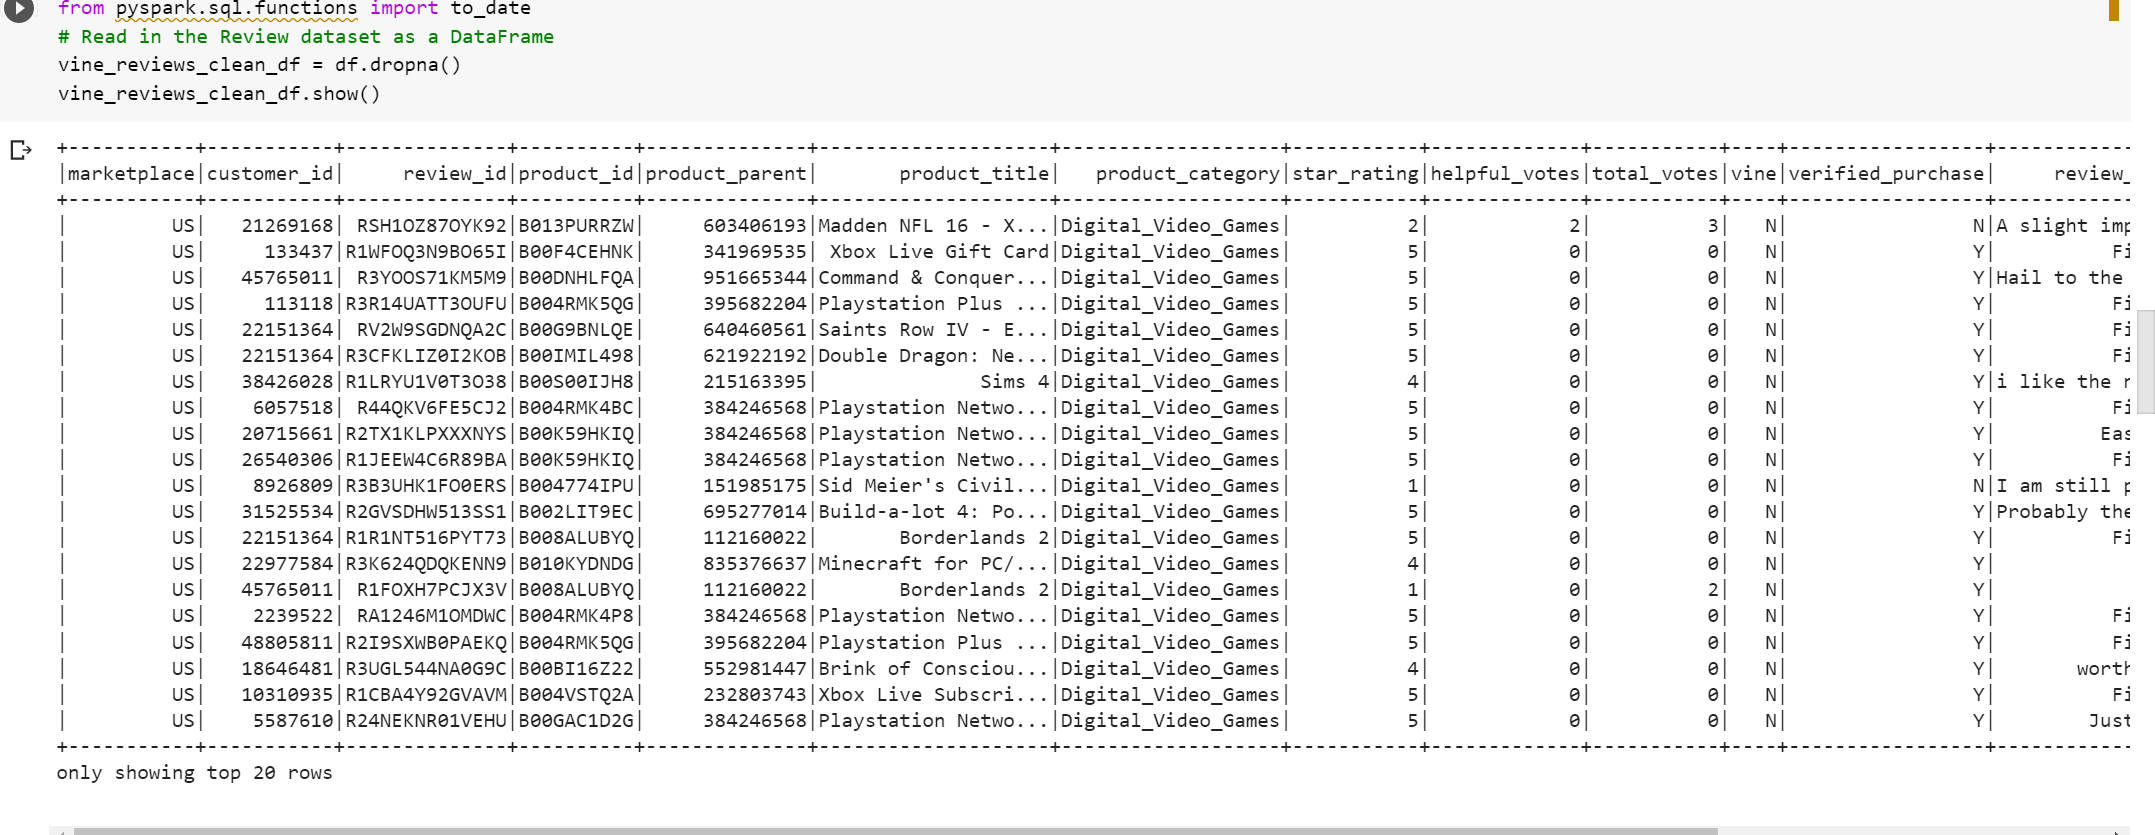 from pyspark.sql.functions import to_date
# Read in the Review dataset as a DataFrame
vine_reviews_clean_df = df.dropna()
vine_reviews_clean_df.show()
+-----------+-----------+--------------+----------+--------------+--------------------+-------------------+-----------+-------------+-----------+----+-----------------+------------
|marketplace|customer_id|     review_id|product_id|product_parent|       product_title|   product_category|star_rating|helpful_votes|total_votes|vine|verified_purchase|     review_
+-----------+-----------+--------------+----------+--------------+--------------------+-------------------+-----------+-------------+-----------+----+-----------------+------------
|         US|   21269168| RSH1OZ87OYK92|B013PURRZW|     603406193|Madden NFL 16 - X...|Digital_Video_Games|          2|            2|          3|   N|                N|A slight imp
|         US|     133437|R1WFOQ3N9BO65I|B00F4CEHNK|     341969535| Xbox Live Gift Card|Digital_Video_Games|          5|            0|          0|   N|                Y|          Fi
|         US|   45765011| R3YOOS71KM5M9|B00DNHLFQA|     951665344|Command & Conquer...|Digital_Video_Games|          5|            0|          0|   N|                Y|Hail to the
|         US|     113118|R3R14UATT3OUFU|B004RMK5QG|     395682204|Playstation Plus ...|Digital_Video_Games|          5|            0|          0|   N|                Y|          Fi
|         US|   22151364| RV2W9SGDNQA2C|B00G9BNLQE|     640460561|Saints Row IV - E...|Digital_Video_Games|          5|            0|          0|   N|                Y|          Fi
|         US|   22151364|R3CFKLIZ0I2KOB|B00IMIL498|     621922192|Double Dragon: Ne...|Digital_Video_Games|          5|            0|          0|   N|                Y|          Fi
|         US|   38426028|R1LRYU1V0T3O38|B00S00IJH8|     215163395|              Sims 4|Digital_Video_Games|          4|            0|          0|   N|                Y|i like the n
|         US|    6057518| R44QKV6FE5CJ2|B004RMK4BC|     384246568|Playstation Netwo...|Digital_Video_Games|          5|            0|          0|   N|                Y|          Fi
|         US|   20715661|R2TX1KLPXXXNYS|B00K59HKIQ|     384246568|Playstation Netwo...|Digital_Video_Games|          5|            0|          0|   N|                Y|         Eas
|         US|   26540306|R1JEEW4C6R89BA|B00K59HKIQ|     384246568|Playstation Netwo...|Digital_Video_Games|          5|            0|          0|   N|                Y|          Fi
|         US|    8926809|R3B3UHK1FO0ERS|B004774IPU|     151985175|Sid Meier's Civil...|Digital_Video_Games|          1|            0|          0|   N|                N|I am still p
|         US|   31525534|R2GVSDHW513SS1|B002LIT9EC|     695277014|Build-a-lot 4: Po...|Digital_Video_Games|          5|            0|          0|   N|                Y|Probably the
|         US|   22151364|R1R1NT516PYT73|B008ALUBYQ|     112160022|       Borderlands 2|Digital_Video_Games|          5|            0|          0|   N|                Y|          Fi
|         US|   22977584|R3K624QDQKENN9|B010KYDNDG|     835376637|Minecraft for PC/...|Digital_Video_Games|          4|            0|          0|   N|                Y|
|         US|   45765011| R1FOXH7PCJX3V|B008ALUBYQ|     112160022|       Borderlands 2|Digital_Video_Games|          1|            0|          2|   N|                Y|
|         US|    2239522| RA1246M1OMDWC|B004RMK4P8|     384246568|Playstation Netwo...|Digital_Video_Games|          5|            0|          0|   N|                Y|          Fi
|         US|   48805811|R2I9SXWB0PAEKQ|B004RMK5QG|     395682204|Playstation Plus ...|Digital_Video_Games|          5|            0|          0|   N|                Y|          Fi
|         US|   18646481|R3UGL544NA0G9C|B00BI16Z22|     552981447|Brink of Consciou...|Digital_Video_Games|          4|            0|          0|   N|                Y|       worth
|         US|   10310935|R1CBA4Y92GVAVM|B004VSTQ2A|     232803743|Xbox Live Subscri...|Digital_Video_Games|          5|            0|          0|   N|                Y|          Fi
|         US|    5587610|R24NEKNR01VEHU|B00GAC1D2G|     384246568|Playstation Netwo...|Digital_Video_Games|          5|            0|          0|   N|                Y|        Just
+-----------+-----------+--------------+----------+--------------+--------------------+-------------------+-----------+-------------+-----------+----+-----------------+------------
only showing top 20 rows